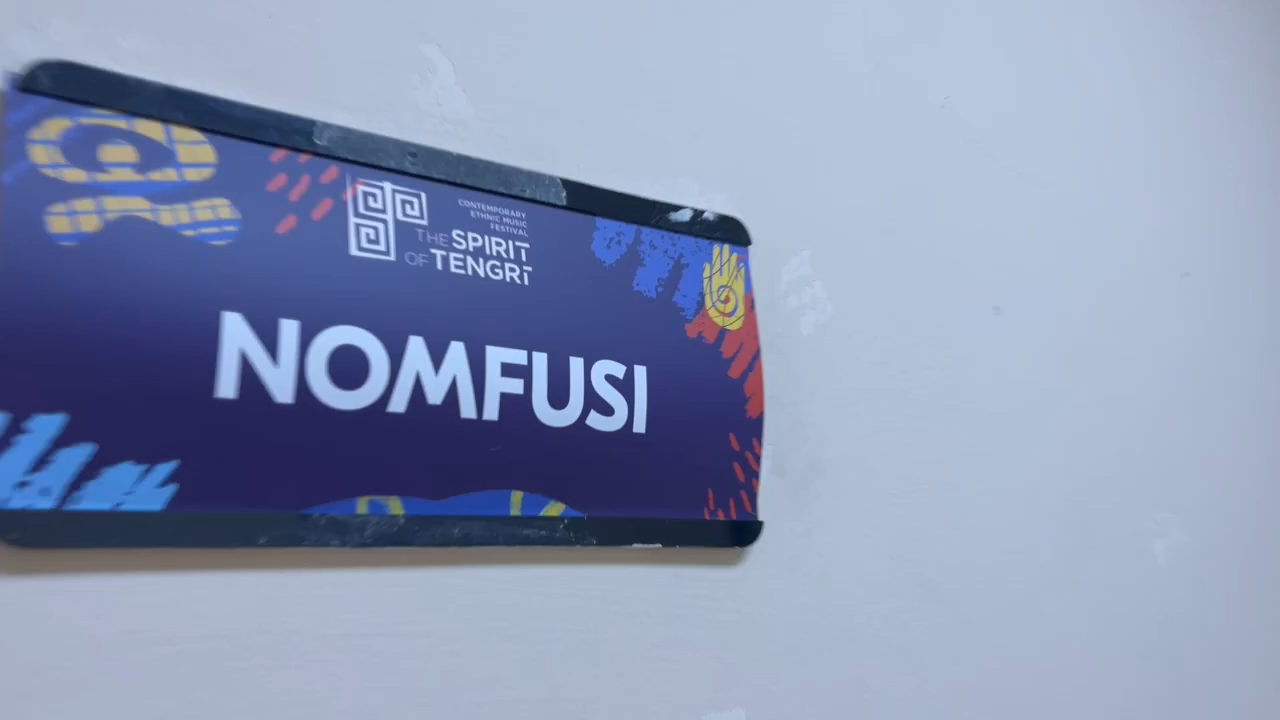 CONTEMPORARY
ETHNIC MUSIC
FESTIVAL
THE SPIRIT
OF TENGRI
NOMFUSI